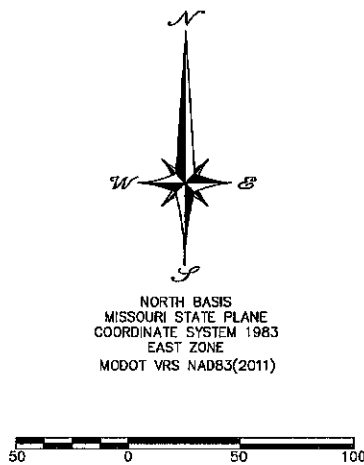 N
W E
S
NORTH BASIS
MISSOURI STATE PLANE
COORDINATE SYSTEM 1983
EAST ZONE
MODOT VRS NAD83(2011)
50 0 50 100